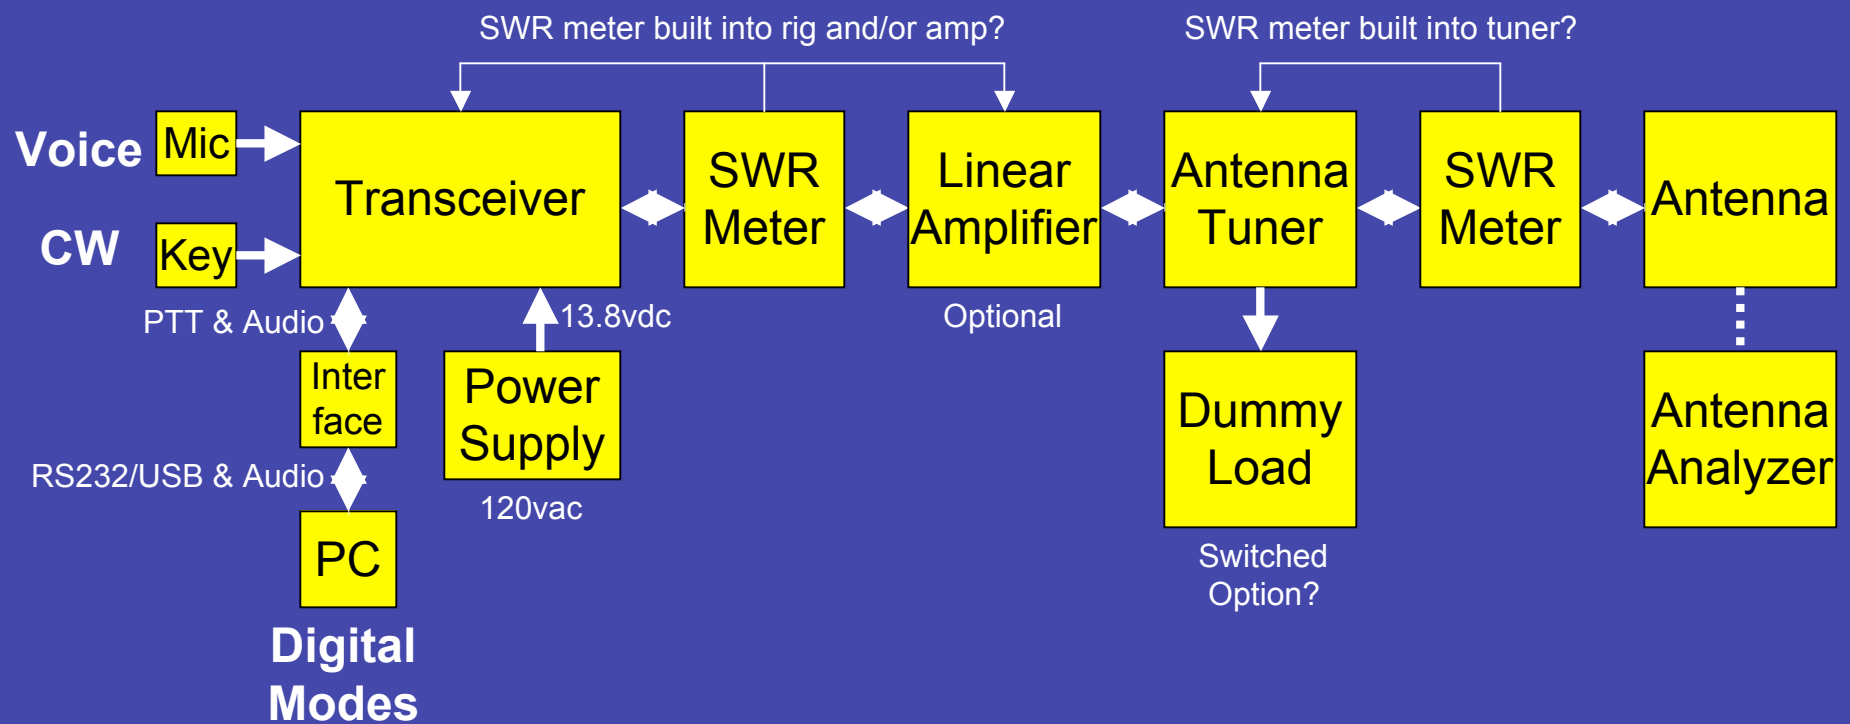 SWR meter built into rig and/or amp?
SWR meter built into tuner?
Voice
Mic
CW
Key
Transceiver
SWR
Meter
Linear
Amplifier
Antenna
Tuner
SWR
Meter
Antenna
PTT & Audio
13.8vdc
Optional
Inter
face
Power
Supply
Dummy
Load
Antenna
Analyzer
RS232/USB & Audio
120vac
PC
Switched
Option?
Digital
Modes